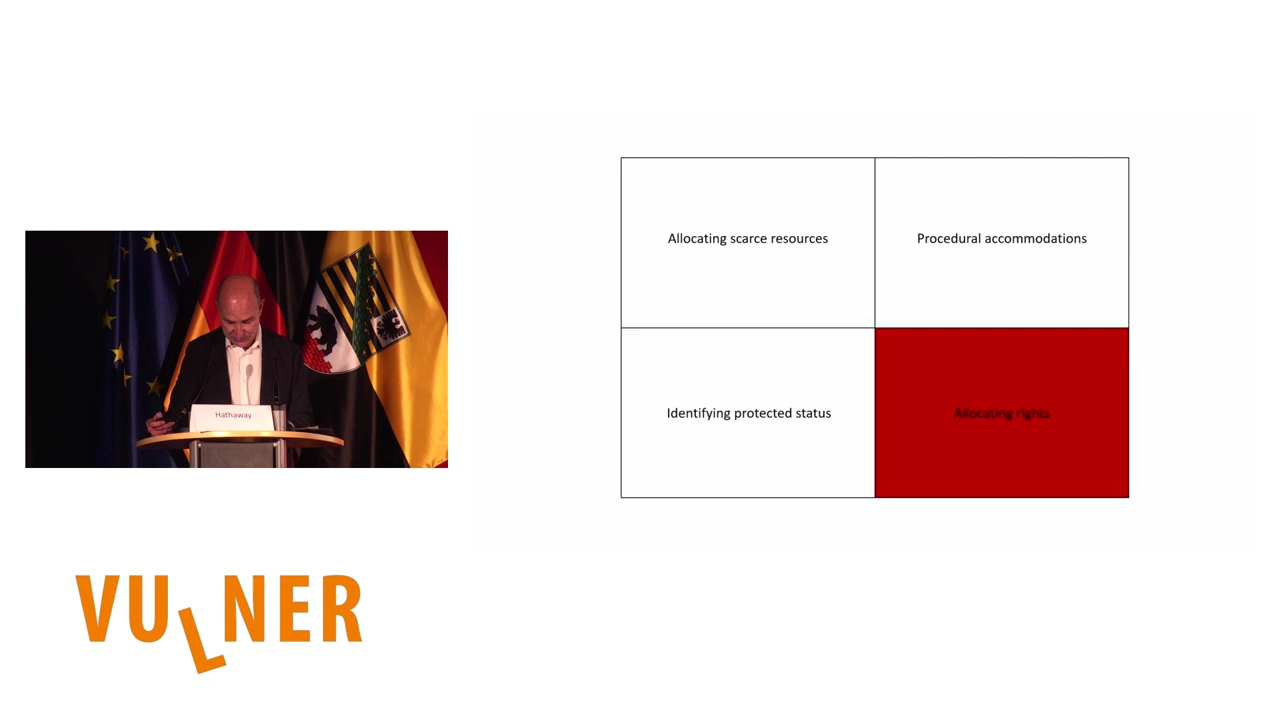 Allocating scarce resources
Procedural accommodations
Identifying protected status
Allocating rights
Hathaway
VULNER